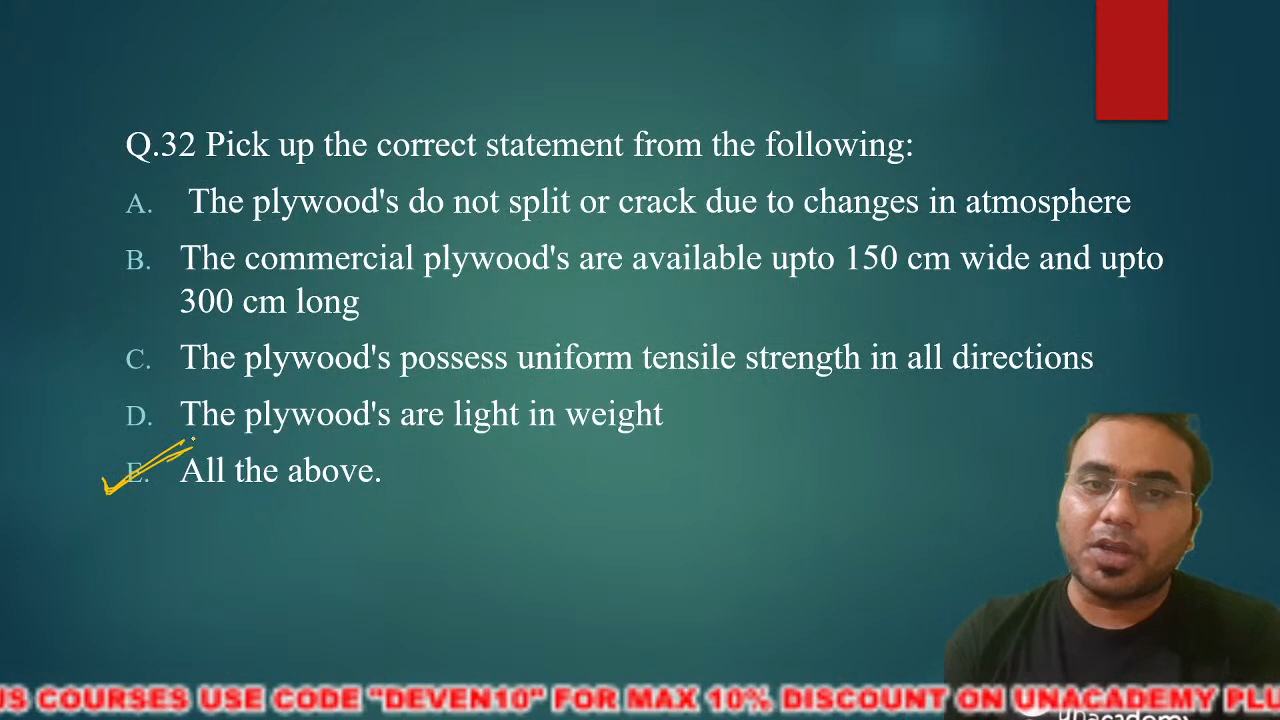 Q.32 Pick up the correct statement from the following:
A. The plywood's do not split or crack due to changes in atmosphere
B. The commercial plywood's are available upto 150 cm wide and upto
300 cm long
C. The plywood's possess uniform tensile strength in all directions
D. The plywood's are light in weight
E. All the above.
US COURSES USE CODE "DEVEN10" FOR MAX 10% DISCOUNT ON UNACADEMY PLU
unacademy